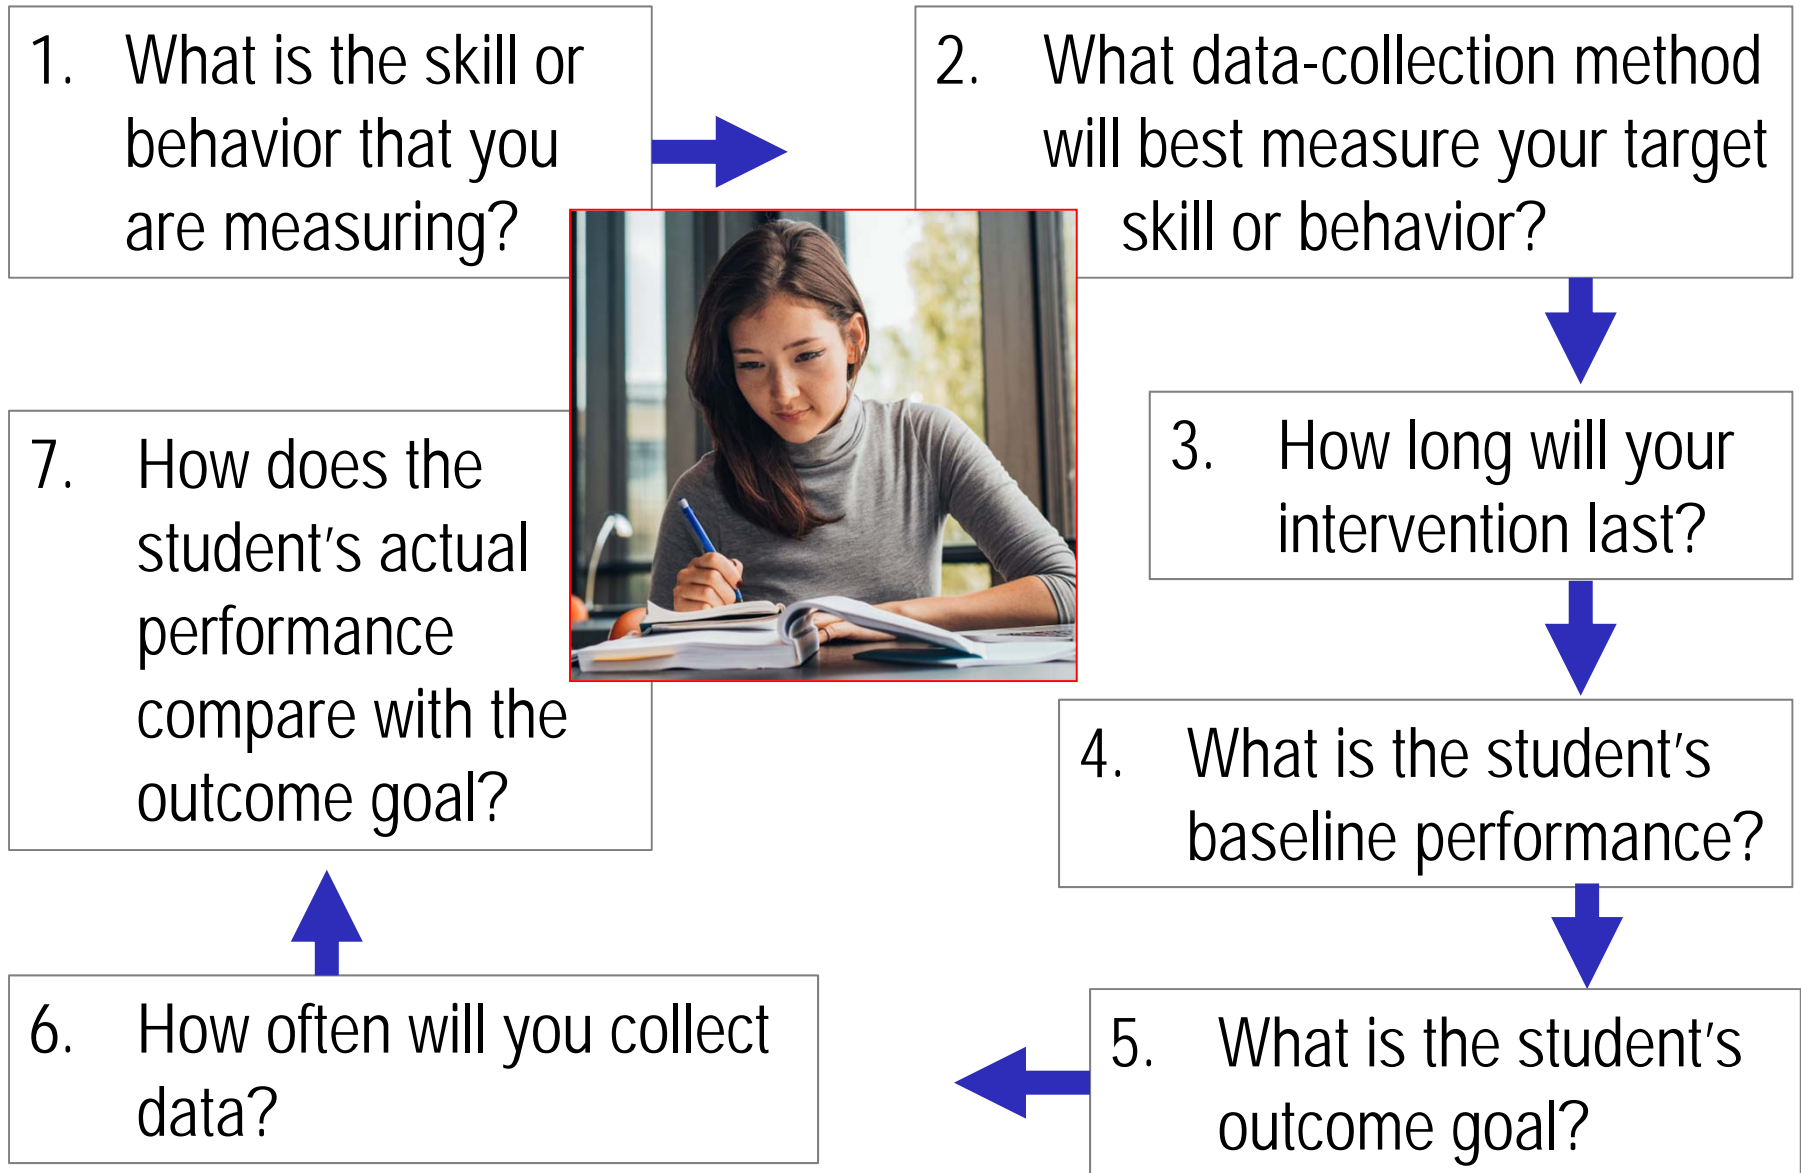 1. What is the skill or
behavior that you
are measuring?
2. What data-collection method
will best measure your target
skill or behavior?
3. How long will your
intervention last?
4. What is the student's
baseline performance?
5. What is the student's
outcome goal?
6. How often will you collect
data?
7. How does the
student's actual
performance
compare with the
outcome goal?